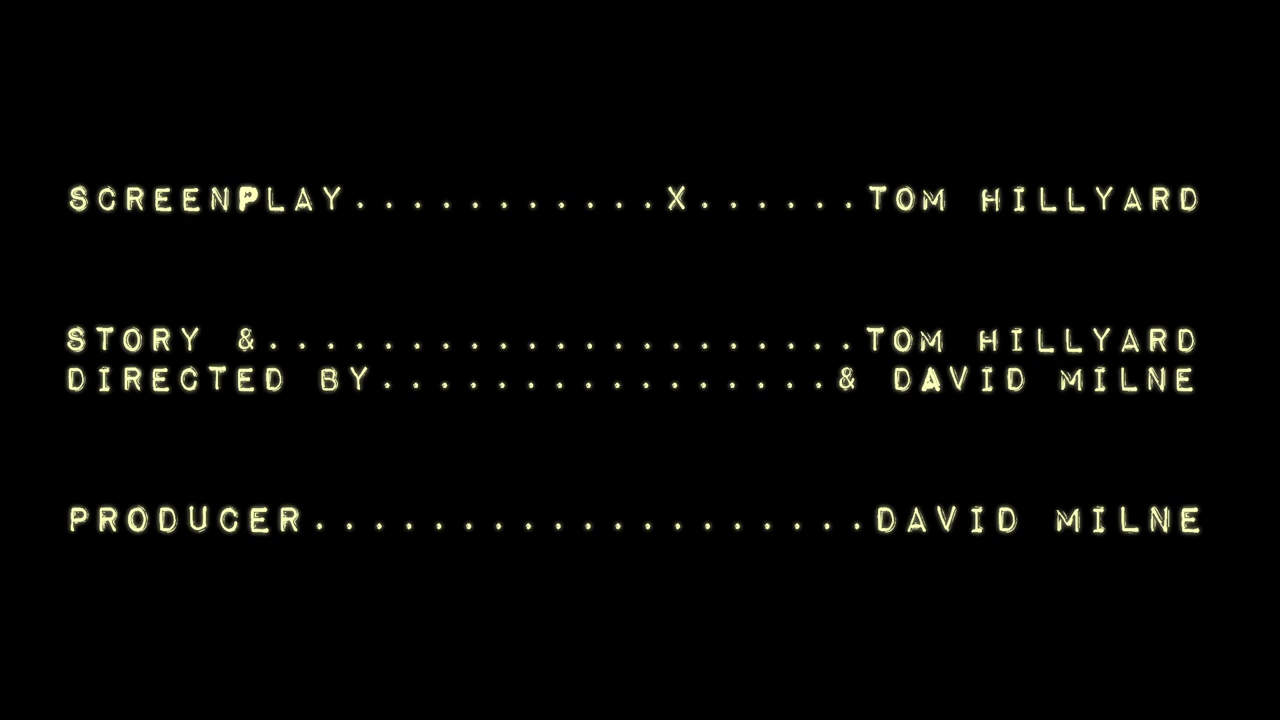 SCREENPLAY...........X......TOM HILLYARD
STORY &.....................TOM HILLYARD
DIRECTED BY................& DAVID MILNE
PRODUCER....................DAVID MILNE